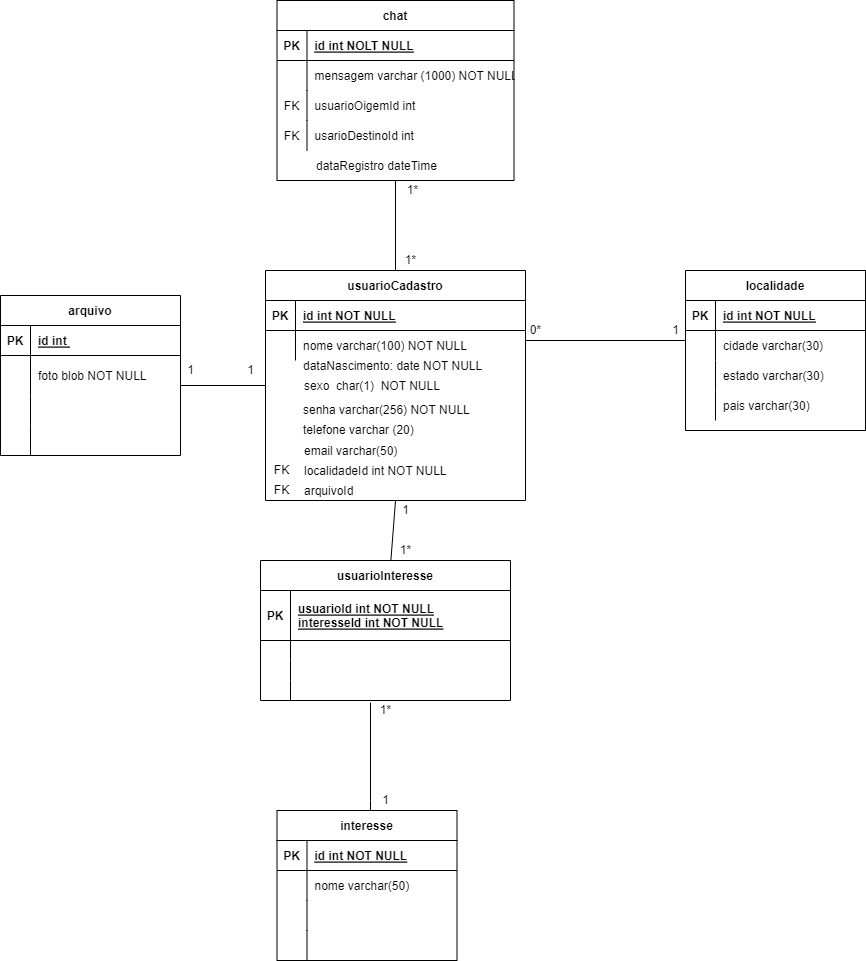 chat
PK id int NOLT NULL
mensagem varchar (1000) NOT NULL
FK usuarioOigemId int
FK usarioDestinoId int
dataRegistro dateTime
1*
1*
usuarioCadastro
PK id int NOT NULL
nome varchar(100) NOT NULL
dataNascimento: date NOT NULL
sexo char(1) NOT NULL
senha varchar(256) NOT NULL
telefone varchar (20)
email varchar(50)
FK localidadeId int NOT NULL
FK arquivoId
arquivo
PK id int
foto blob NOT NULL
1 1
localidade
PK id int NOT NULL
cidade varchar(30)
estado varchar(30)
pais varchar(30)
0* 1
1
1*
usuarioInteresse
PK usuarioId int NOT NULL
interesseId int NOT NULL
1*
1
interesse
PK id int NOT NULL
nome varchar(50)